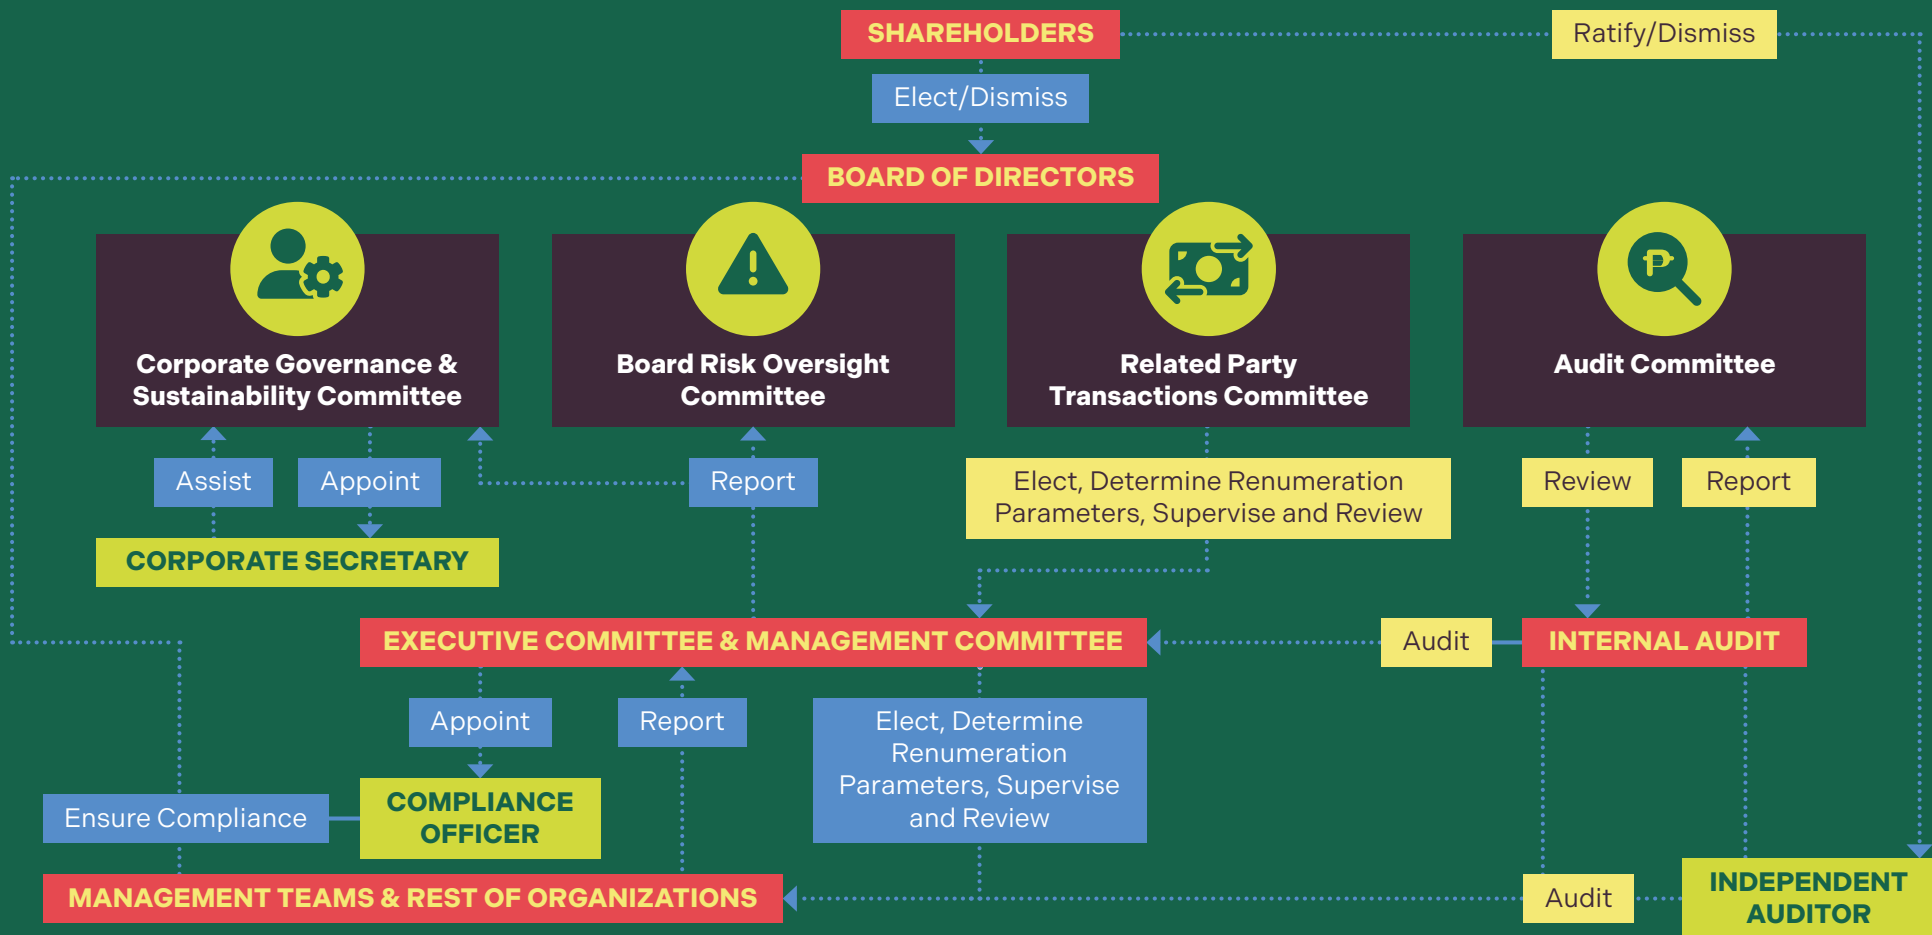 SHAREHOLDERS
Ratify/Dismiss
Elect/Dismiss
BOARD OF DIRECTORS
₱
Corporate Governance &
Sustainability Committee
Board Risk Oversight
Committee
Related Party
Transactions Committee
Audit Committee
Assist
Appoint
Report
Elect, Determine Renumeration
Parameters, Supervise and Review
Review
Report
CORPORATE SECRETARY
EXECUTIVE COMMITTEE & MANAGEMENT COMMITTEE
Audit
INTERNAL AUDIT
Appoint
Report
Elect, Determine
Renumeration
Parameters, Supervise
and Review
Ensure Compliance
COMPLIANCE
OFFICER
MANAGEMENT TEAMS & REST OF ORGANIZATIONS
Audit
INDEPENDENT
AUDITOR